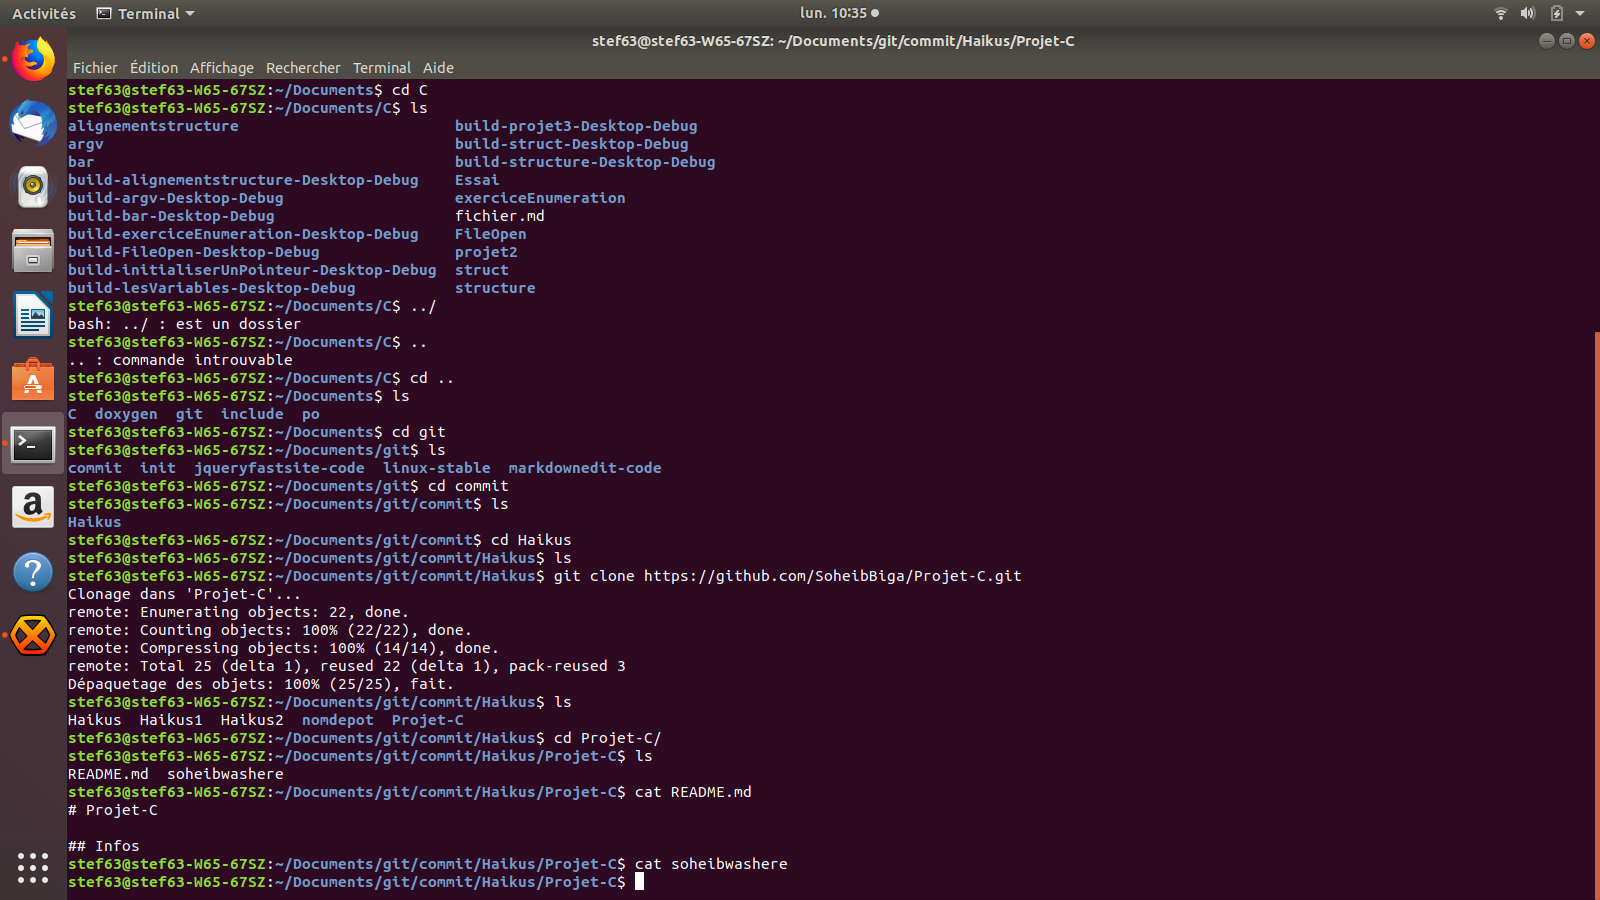 Activités Terminal lun. 10:35
stef63@stef63-W65-67SZ: ~/Documents/git/commit/Haikus/Projet-C
Fichier Édition Affichage Rechercher Terminal Aide
stef63@stef63-W65-67SZ:~/Documents$ cd C
stef63@stef63-W65-67SZ:~/Documents/C$ ls
alignementstructure build-projet3-Desktop-Debug
argv build-struct-Desktop-Debug
bar build-structure-Desktop-Debug
build-alignementstructure-Desktop-Debug Essai
build-argv-Desktop-Debug exerciceEnumeration
build-bar-Desktop-Debug fichier.md
build-exerciceEnumeration-Desktop-Debug FileOpen
build-FileOpen-Desktop-Debug projet2
build-initialiserUnPointeur-Desktop-Debug struct
build-lesVariables-Desktop-Debug structure
stef63@stef63-W65-67SZ:~/Documents/C$ ../
bash: ../ : est un dossier
stef63@stef63-W65-67SZ:~/Documents/C$ ..
.. : commande introuvable
stef63@stef63-W65-67SZ:~/Documents/C$ cd ..
stef63@stef63-W65-67SZ:~/Documents$ ls
C doxygen git include po
stef63@stef63-W65-67SZ:~/Documents$ cd git
stef63@stef63-W65-67SZ:~/Documents/git$ ls
commit init jqueryfastsite-code linux-stable markdownedit-code
stef63@stef63-W65-67SZ:~/Documents/git$ cd commit
stef63@stef63-W65-67SZ:~/Documents/git/commit$ ls
Haikus
stef63@stef63-W65-67SZ:~/Documents/git/commit$ cd Haikus
stef63@stef63-W65-67SZ:~/Documents/git/commit/Haikus$ ls
stef63@stef63-W65-67SZ:~/Documents/git/commit/Haikus$ git clone https://github.com/SoheibBiga/Projet-C.git
Clonage dans 'Projet-C'...
remote: Enumerating objects: 22, done.
remote: Counting objects: 100% (22/22), done.
remote: Compressing objects: 100% (14/14), done.
remote: Total 25 (delta 1), reused 22 (delta 1), pack-reused 3
Dépaquetage des objets: 100% (25/25), fait.
stef63@stef63-W65-67SZ:~/Documents/git/commit/Haikus$ ls
Haikus Haikus1 Haikus2 nomdepot Projet-C
stef63@stef63-W65-67SZ:~/Documents/git/commit/Haikus$ cd Projet-C/
stef63@stef63-W65-67SZ:~/Documents/git/commit/Haikus/Projet-C$ ls
README.md soheibwashere
stef63@stef63-W65-67SZ:~/Documents/git/commit/Haikus/Projet-C$ cat README.md
# Projet-C
## Infos
stef63@stef63-W65-67SZ:~/Documents/git/commit/Haikus/Projet-C$ cat soheibwashere
stef63@stef63-W65-67SZ:~/Documents/git/commit/Haikus/Projet-C$